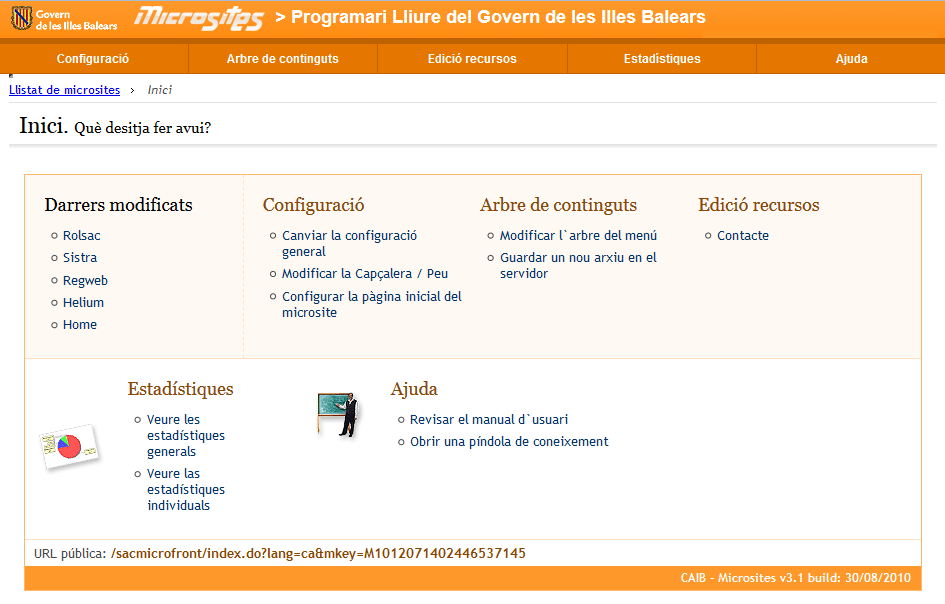 Govern
de les Illes Balears
Microsites > Programari Lliure del Govern de les Illes Balears
Configuració Arbre de continguts Edició recursos Estadístiques Ajuda
Llistat de microsites › Inici
Inici. Què desitja fer avui?
Darrers modificats
Rolsac
Sistra
Regweb
Helium
Home
Configuració
Canviar la configuració
general
Modificar la Capçalera / Peu
Configurar la pàgina inicial del
microsite
Arbre de continguts
Modificar l`arbre del menú
Guardar un nou arxiu en el
servidor
Edició recursos
Contacte
Estadístiques
Veure les
estadístiques
generals
Veure las
estadístiques
individuals
Ajuda
Revisar el manual d`usuari
Obrir una píndola de coneixement
URL pública: /sacmicrofront/index.do?lang=ca&mkey=M1012071402446537145
CAIB - Microsites v3.1 build: 30/08/2010